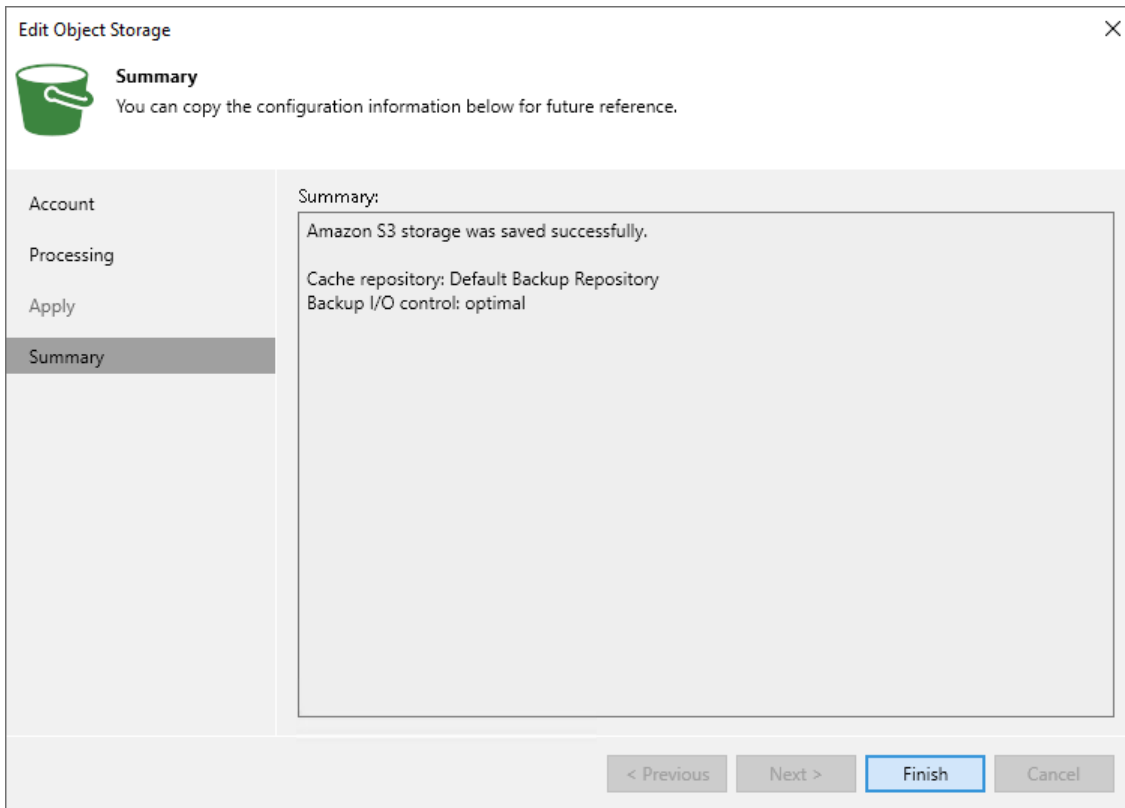 Edit Object Storage
Summary
You can copy the configuration information below for future reference.
Account
Processing
Apply
Summary
Summary:
Amazon S3 storage was saved successfully.
Cache repository: Default Backup Repository
Backup I/O control: optimal
< Previous
Next >
Finish
Cancel